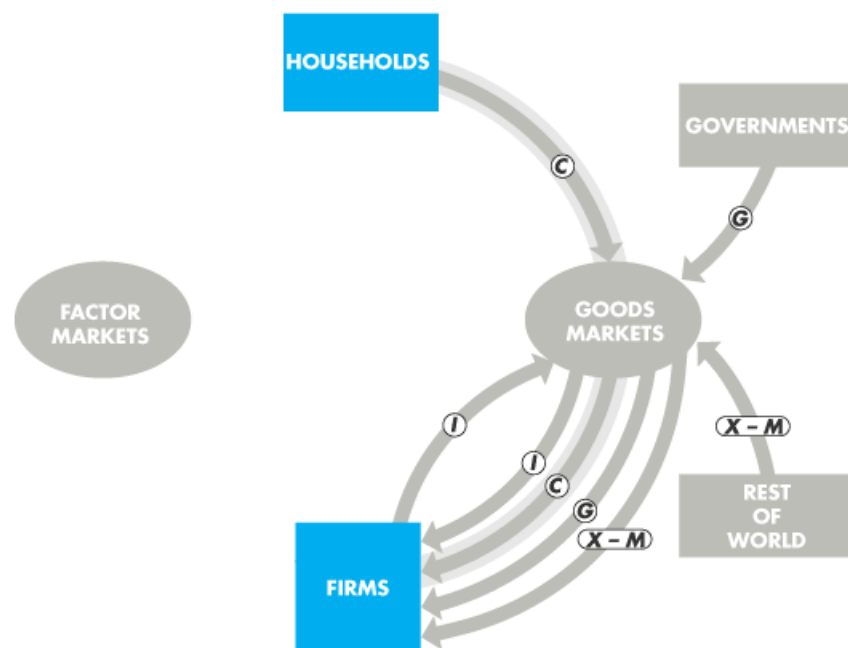 HOUSEHOLDS
GOVERNMENTS
C
G
FACTOR
MARKETS
GOODS
MARKETS
I
X – M
I
C
G
X – M
REST
OF
WORLD
FIRMS